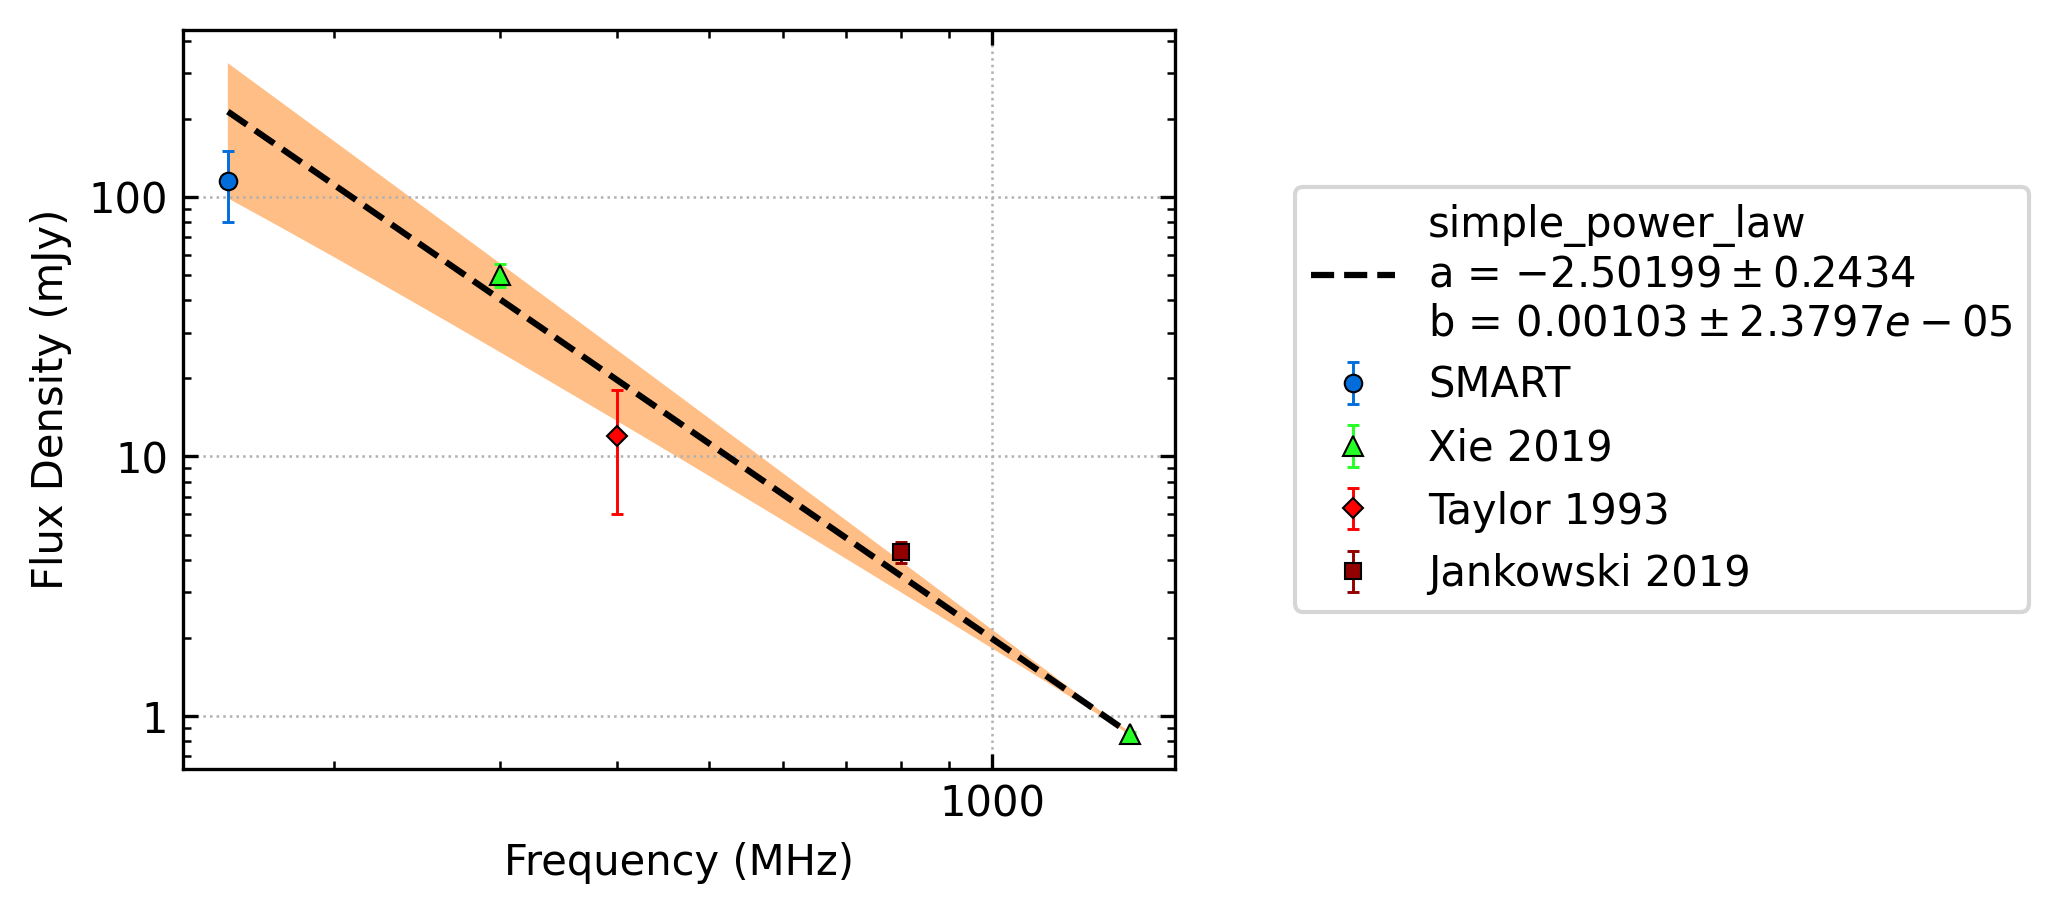 Flux Density (mJy)
100
10
1
1000
Frequency (MHz)
simple_power_law
a = −2.50199 ± 0.2434
b = 0.00103 ± 2.3797e − 05
SMART
Xie 2019
Taylor 1993
Jankowski 2019